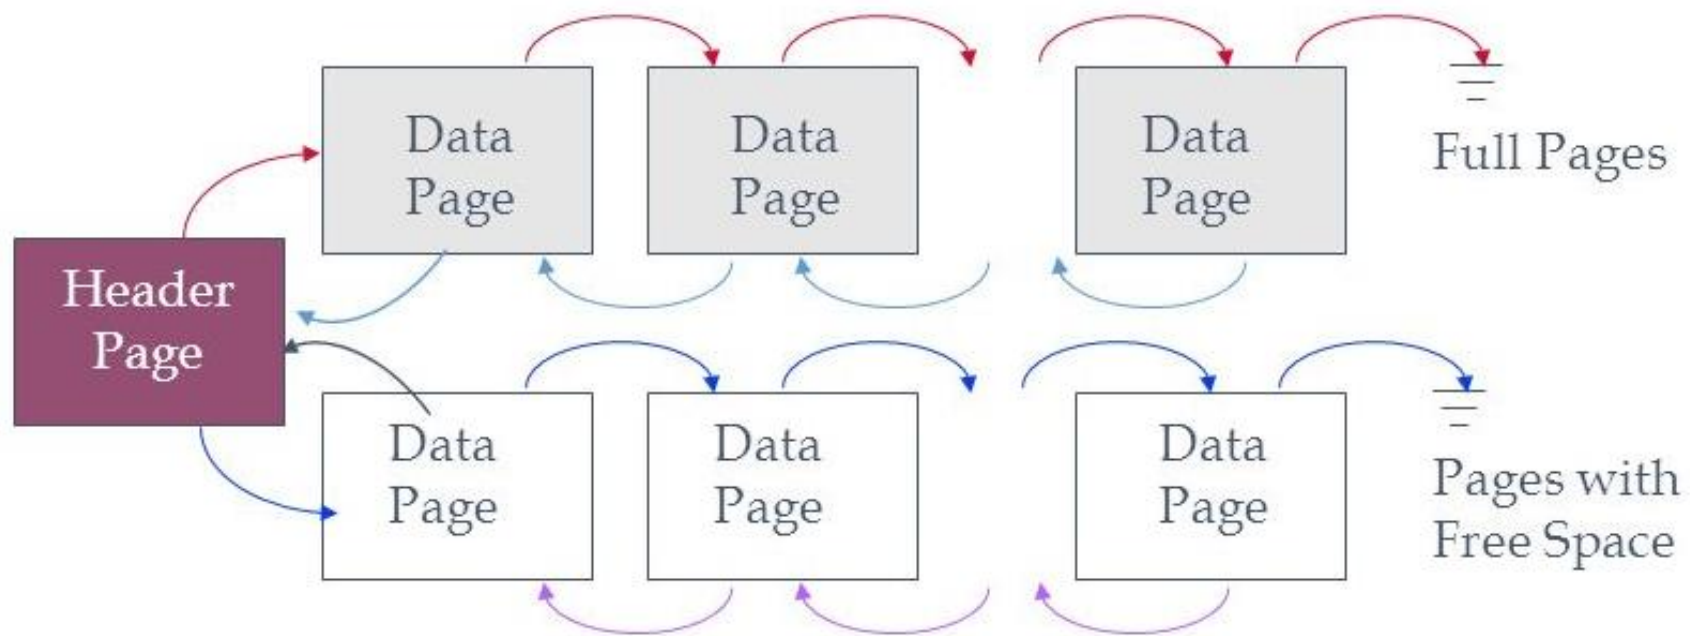 Data
Page
Data
Page
Data
Page
Full Pages
Header
Page
Data
Page
Data
Page
Data
Page
Pages with
Free Space